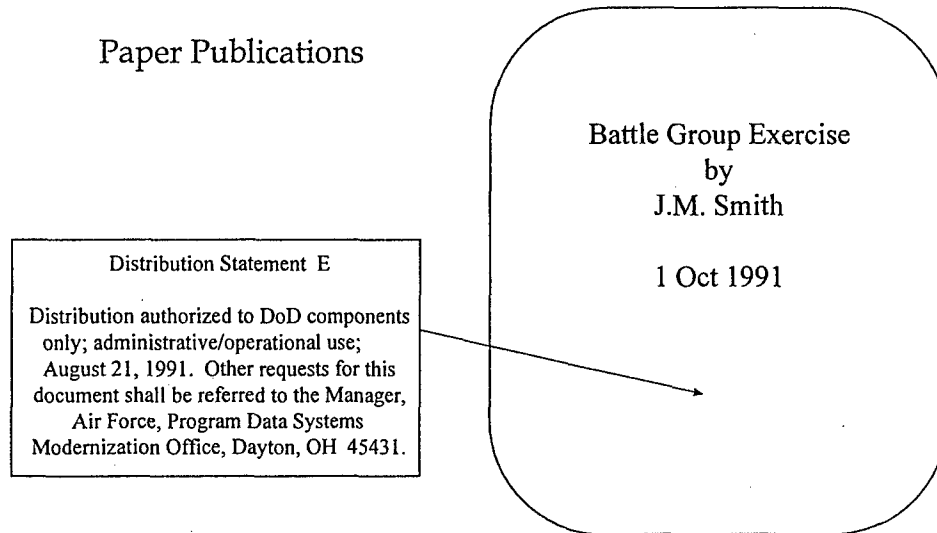 Paper Publications
Battle Group Exercise
by
J.M. Smith
1 Oct 1991
Distribution Statement E
Distribution authorized to DoD components
only; administrative/operational use;
August 21, 1991. Other requests for this
document shall be referred to the Manager,
Air Force, Program Data Systems
Modernization Office, Dayton, OH 45431.